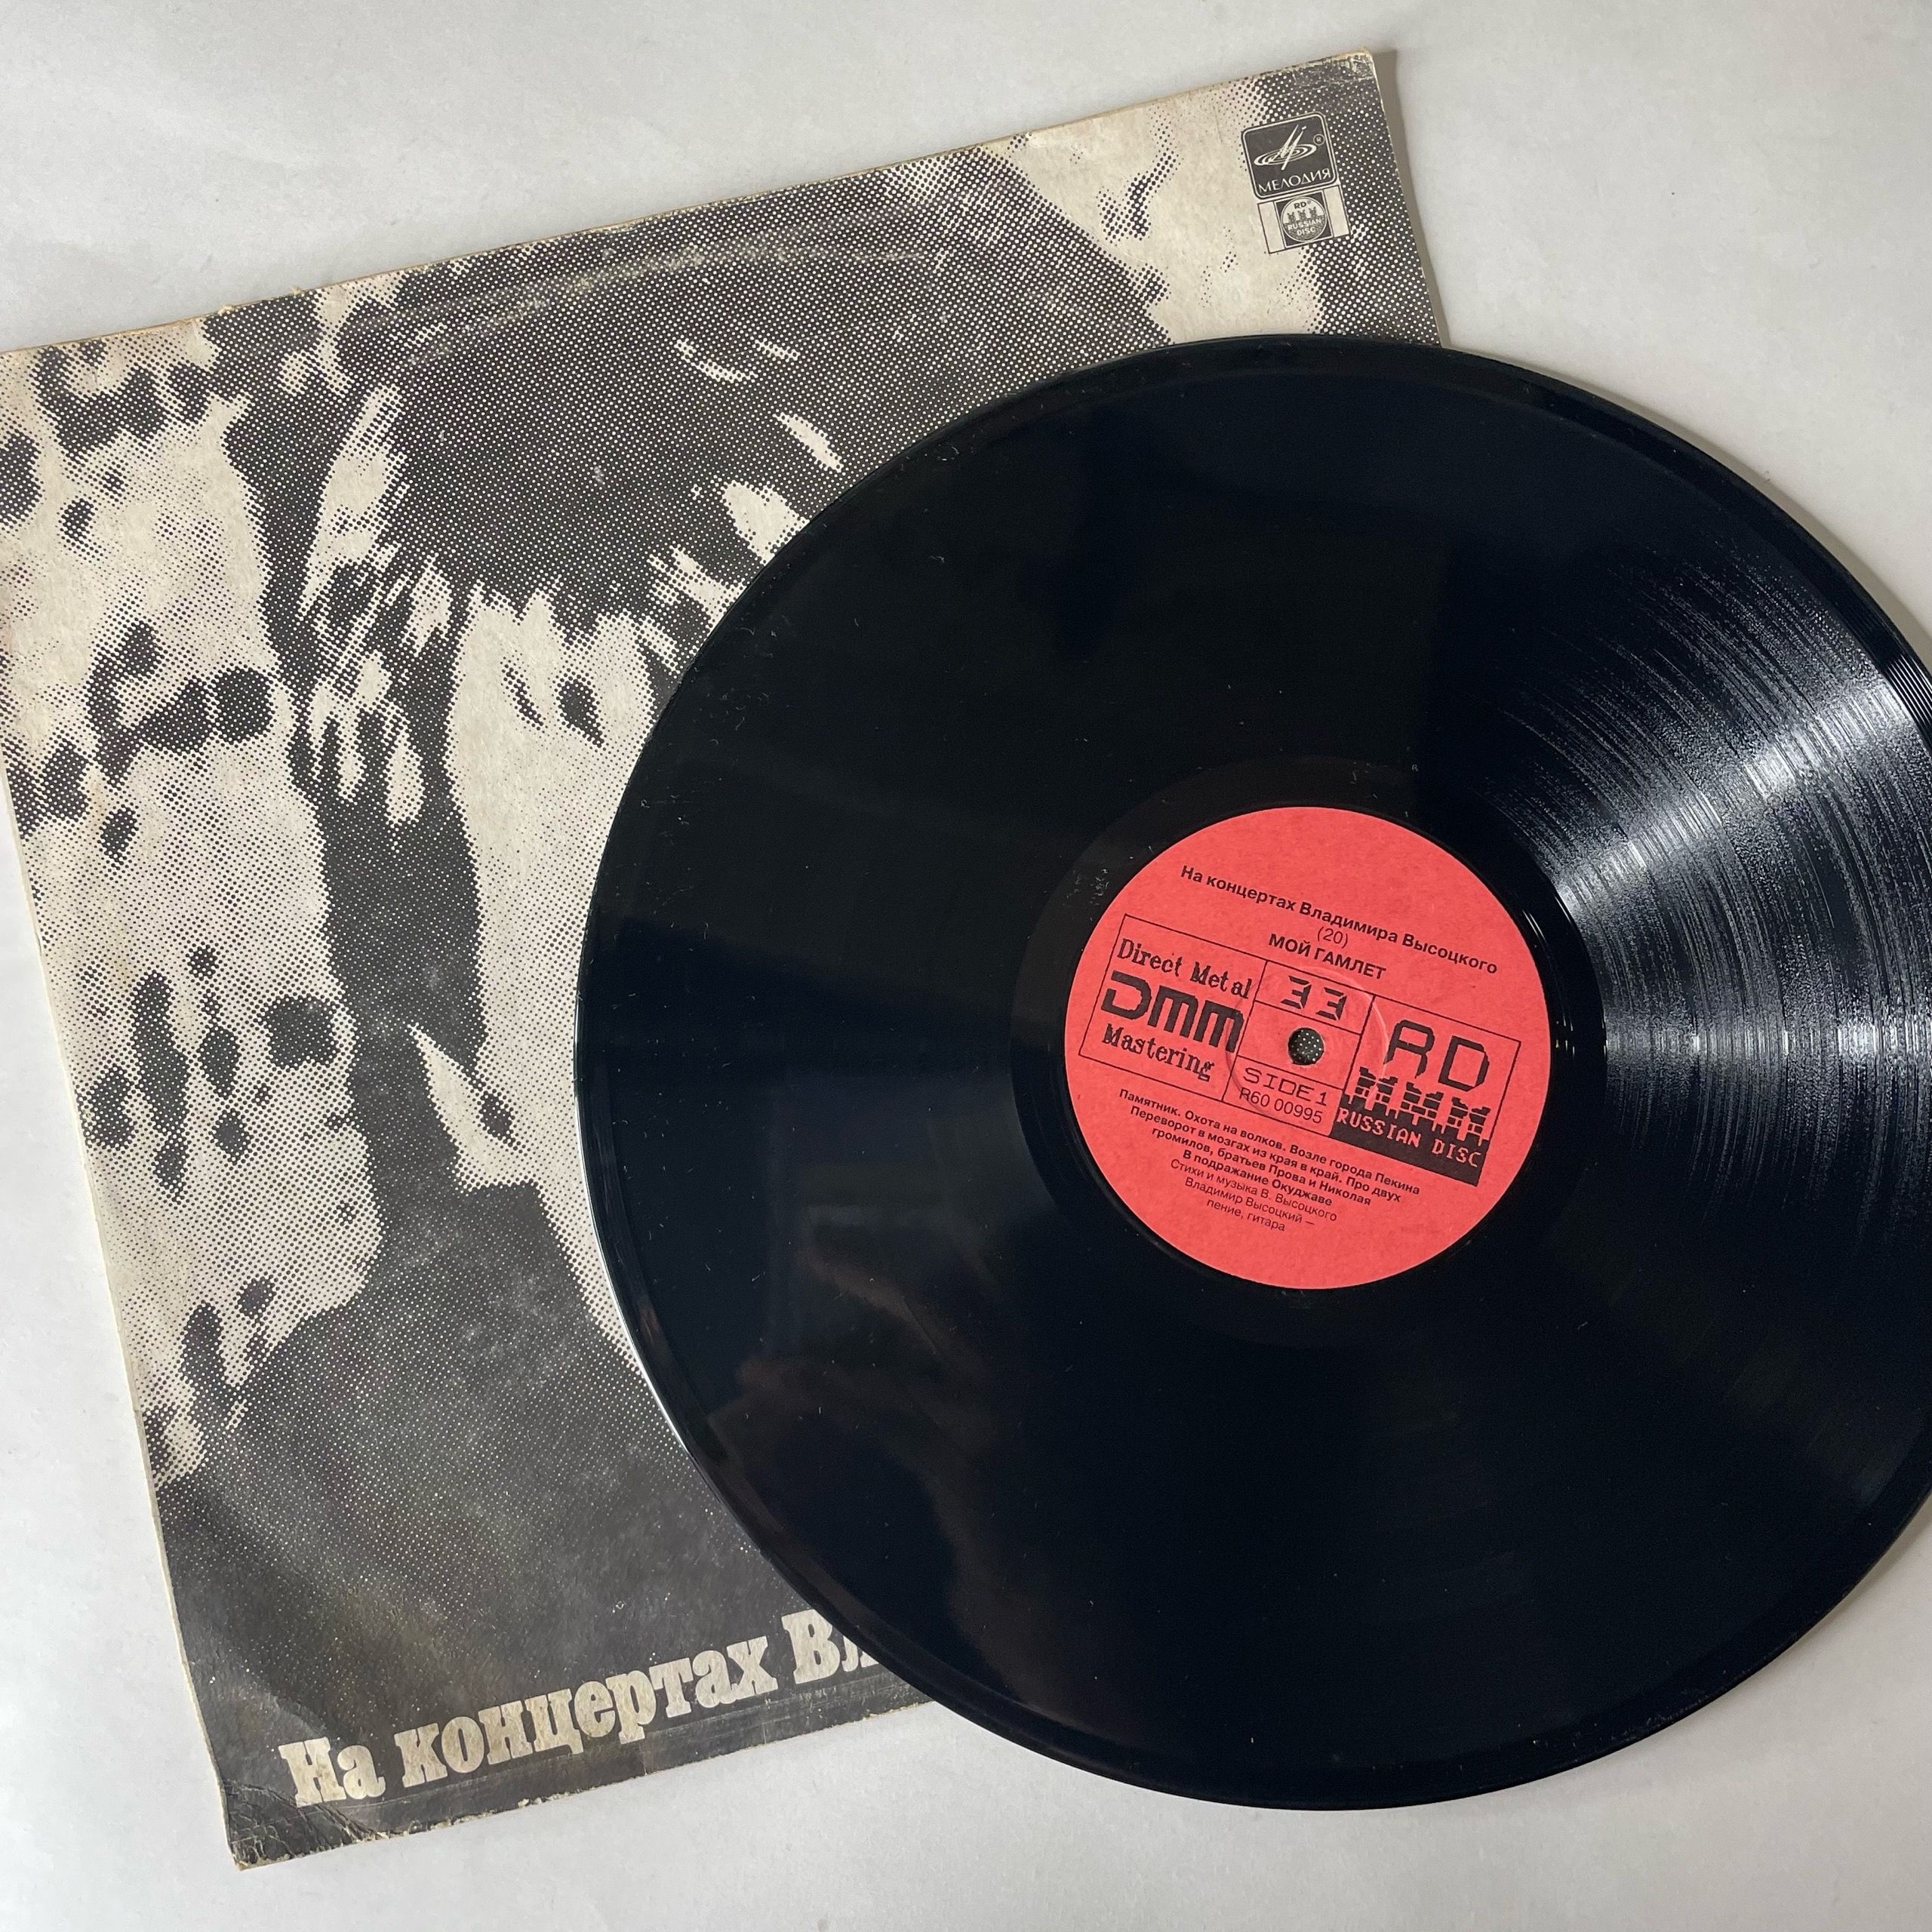 МЕЛОДИЯ
RD
RUSSIAN
DISC
На концертах Владимира Высоцкого
(20)
МОЙ ГАМЛЕТ
Direct Metal
DMM
Mastering
33
SIDE 1
R60 00995
RD
RUSSIAN DISC
Памятник. Охота на волков. Возле города Пекина
Переворот в мозгах из края в край. Про двух
громилов, братьев Прова и Николая
В подражание Окуджаве
Стихи и музыка В. Высоцкого
Владимир Высоцкий —
пение, гитара
На концертах Вл